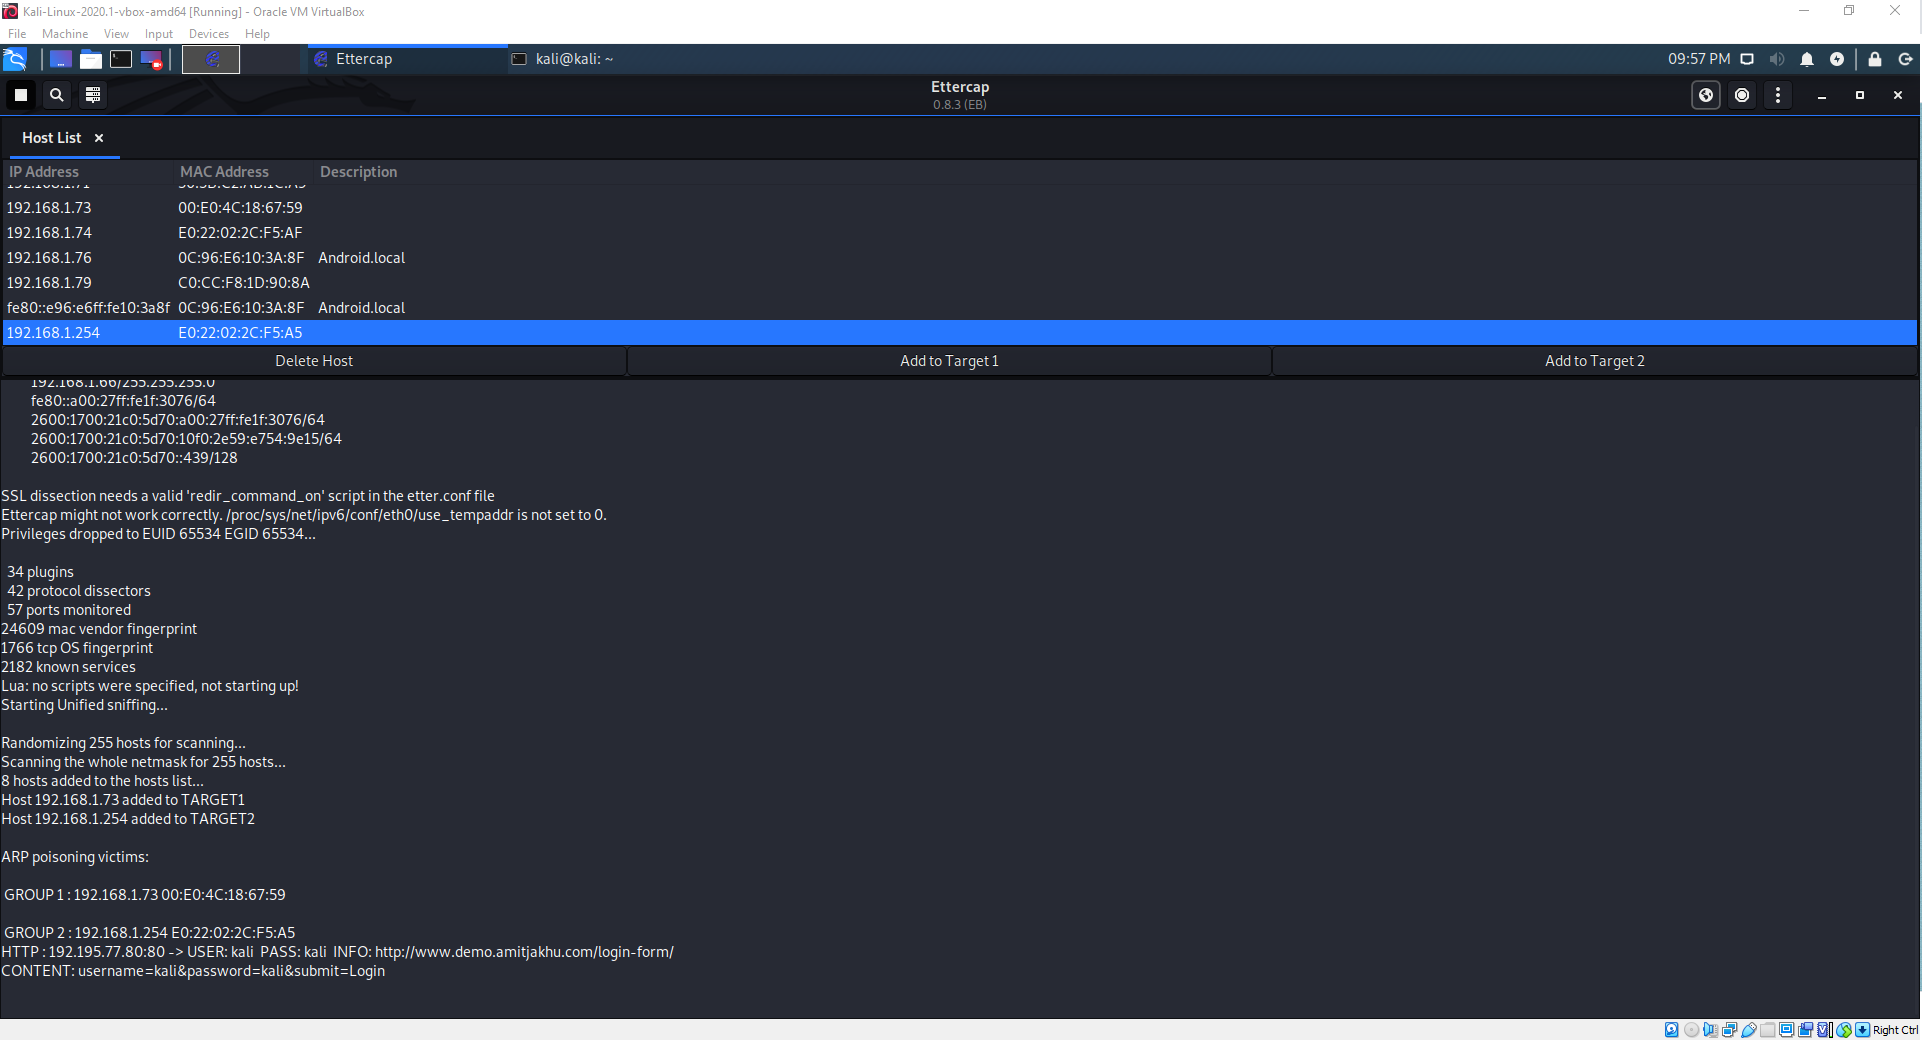 Kali-Linux-2020.1-vbox-amd64 [Running] - Oracle VM VirtualBox
File Machine View Input Devices Help
Ettercap kali@kali: ~ 09:57 PM
Ettercap
0.8.3 (EB)
Host List ×
IP Address MAC Address Description
192.168.1.71
192.168.1.73 00:E0:4C:18:67:59
192.168.1.74 E0:22:02:2C:F5:AF
192.168.1.76 0C:96:E6:10:3A:8F Android.local
192.168.1.79 C0:CC:F8:1D:90:8A
fe80::e96:e6ff:fe10:3a8f 0C:96:E6:10:3A:8F Android.local
192.168.1.254 E0:22:02:2C:F5:A5
Delete Host Add to Target 1 Add to Target 2
192.168.1.66/255.255.255.0
fe80::a00:27ff:fe1f:3076/64
2600:1700:21c0:5d70:a00:27ff:fe1f:3076/64
2600:1700:21c0:5d70:10f0:2e59:e754:9e15/64
2600:1700:21c0:5d70::439/128
SSL dissection needs a valid 'redir_command_on' script in the etter.conf file
Ettercap might not work correctly. /proc/sys/net/ipv6/conf/eth0/use_tempaddr is not set to 0.
Privileges dropped to EUID 65534 EGID 65534...
34 plugins
42 protocol dissectors
57 ports monitored
24609 mac vendor fingerprint
1766 tcp OS fingerprint
2182 known services
Lua: no scripts were specified, not starting up!
Starting Unified sniffing...
Randomizing 255 hosts for scanning...
Scanning the whole netmask for 255 hosts...
8 hosts added to the hosts list...
Host 192.168.1.73 added to TARGET1
Host 192.168.1.254 added to TARGET2
ARP poisoning victims:
GROUP 1 : 192.168.1.73 00:E0:4C:18:67:59
GROUP 2 : 192.168.1.254 E0:22:02:2C:F5:A5
HTTP : 192.195.77.80:80 -> USER: kali PASS: kali INFO: http://www.demo.amitjakhu.com/login-form/
CONTENT: username=kali&password=kali&submit=Login
Right Ctrl